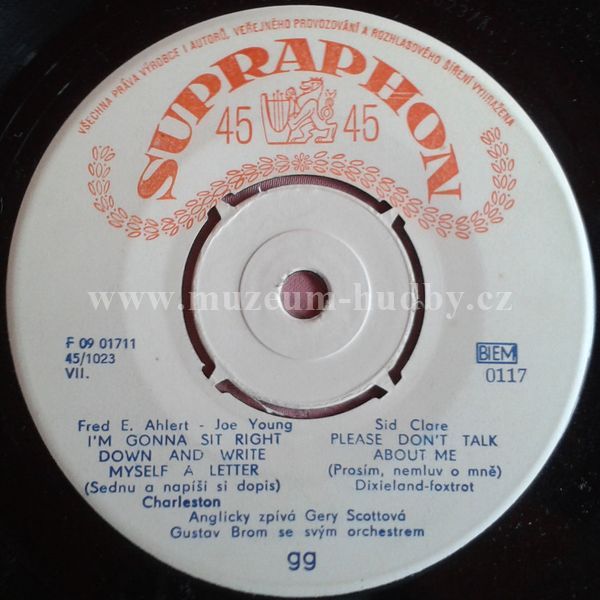 VŠECHNA PRÁVA VÝROBCE I AUTORŮ, VEŘEJNÉHO PROVOZOVÁNÍ A ROZHLASOVÉHO ŠÍŘENÍ VYHRAZENA
SUPRAPHON
45 45
www.muzeum-hudby.cz
F 09 01711
45/1023
VII.
BIEM
0117
Fred E. Ahlert - Joe Young
I'M GONNA SIT RIGHT
DOWN AND WRITE
MYSELF A LETTER
(Sednu a napíši si dopis)
Charleston
Sid Clare
PLEASE DON'T TALK
ABOUT ME
(Prosím, nemluv o mně)
Dixieland-foxtrot
Anglicky zpívá Gery Scottová
Gustav Brom se svým orchestrem
gg